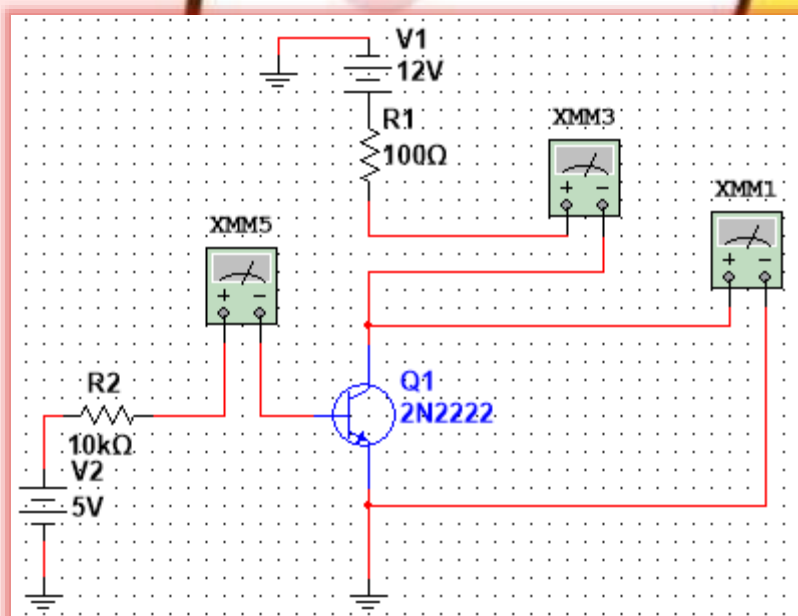 V1
12V
R1
100Ω
XMM3
+ −
XMM1
+ −
XMM5
+ −
Q1
2N2222
R2
10kΩ
V2
5V